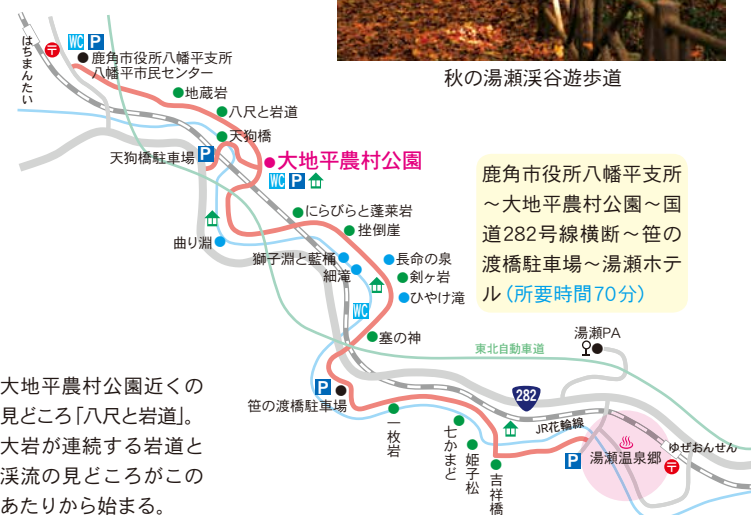 秋の湯瀬渓谷遊歩道
はちまんたい
〒
WC P
鹿角市役所八幡平支所
八幡平市民センター
地蔵岩
八尺と岩道
天狗橋
天狗橋駐車場 P
大地平農村公園
WC P
鹿角市役所八幡平支所
～大地平農村公園～国
道282号線横断～笹の
渡橋駐車場～湯瀬ホテ
ル(所要時間70分)
にらびらと蓬莱岩
挫倒崖
曲り淵
獅子淵と藍桶
細滝
長命の泉
剣ヶ岩
ひやけ滝
WC
塞の神
東北自動車道
湯瀬PA
P
笹の渡橋駐車場
282
一枚岩
七かまど
姫子松
吉祥橋
JR花輪線
P
湯瀬温泉郷
ゆぜおんせん
〒
大地平農村公園近くの
見どころ「八尺と岩道」。
大岩が連続する岩道と
渓流の見どころがこの
あたりから始まる。